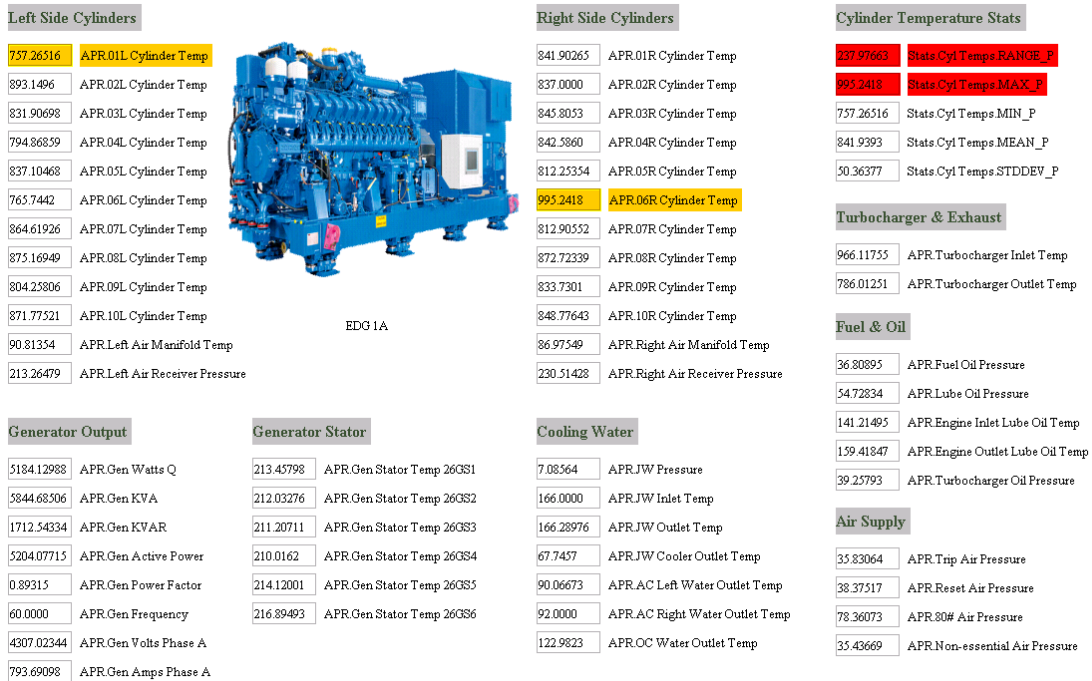 Left Side Cylinders
757.26516 APR.01L Cylinder Temp
893.1496 APR.02L Cylinder Temp
831.90698 APR.03L Cylinder Temp
794.86859 APR.04L Cylinder Temp
837.10468 APR.05L Cylinder Temp
765.7442 APR.06L Cylinder Temp
864.61926 APR.07L Cylinder Temp
875.16949 APR.08L Cylinder Temp
804.25806 APR.09L Cylinder Temp
871.77521 APR.10L Cylinder Temp
90.81354 APR.Left Air Manifold Temp
213.26479 APR.Left Air Receiver Pressure
EDG 1A
Right Side Cylinders
841.90265 APR.01R Cylinder Temp
837.0000 APR.02R Cylinder Temp
845.8053 APR.03R Cylinder Temp
842.5860 APR.04R Cylinder Temp
812.25354 APR.05R Cylinder Temp
995.2418 APR.06R Cylinder Temp
812.90552 APR.07R Cylinder Temp
872.72339 APR.08R Cylinder Temp
833.7301 APR.09R Cylinder Temp
848.77643 APR.10R Cylinder Temp
86.97549 APR.Right Air Manifold Temp
230.51428 APR.Right Air Receiver Pressure
Cylinder Temperature Stats
237.97663 Stats.Cyl Temps.RANGE_P
995.2418 Stats.Cyl Temps.MAX_P
757.26516 Stats.Cyl Temps.MIN_P
841.9393 Stats.Cyl Temps.MEAN_P
50.36377 Stats.Cyl Temps.STDDEV_P
Turbocharger & Exhaust
966.11755 APR.Turbocharger Inlet Temp
786.01251 APR.Turbocharger Outlet Temp
Fuel & Oil
36.80895 APR.Fuel Oil Pressure
54.72834 APR.Lube Oil Pressure
141.21495 APR.Engine Inlet Lube Oil Temp
159.41847 APR.Engine Outlet Lube Oil Temp
39.25793 APR.Turbocharger Oil Pressure
Generator Output
5184.12988 APR.Gen Watts Q
5844.68506 APR.Gen KVA
1712.54334 APR.Gen KVAR
5204.07715 APR.Gen Active Power
0.89315 APR.Gen Power Factor
60.0000 APR.Gen Frequency
4307.02344 APR.Gen Volts Phase A
793.69098 APR.Gen Amps Phase A
Generator Stator
213.45798 APR.Gen Stator Temp 26GS1
212.03276 APR.Gen Stator Temp 26GS2
211.20711 APR.Gen Stator Temp 26GS3
210.0162 APR.Gen Stator Temp 26GS4
214.12001 APR.Gen Stator Temp 26GS5
216.89493 APR.Gen Stator Temp 26GS6
Cooling Water
7.08564 APR.JW Pressure
166.0000 APR.JW Inlet Temp
166.28976 APR.JW Outlet Temp
67.7457 APR.JW Cooler Outlet Temp
90.06673 APR.AC Left Water Outlet Temp
92.0000 APR.AC Right Water Outlet Temp
122.9823 APR.OC Water Outlet Temp
Air Supply
35.83064 APR.Trip Air Pressure
38.37517 APR.Reset Air Pressure
78.36073 APR.80# Air Pressure
35.43669 APR.Non-essential Air Pressure